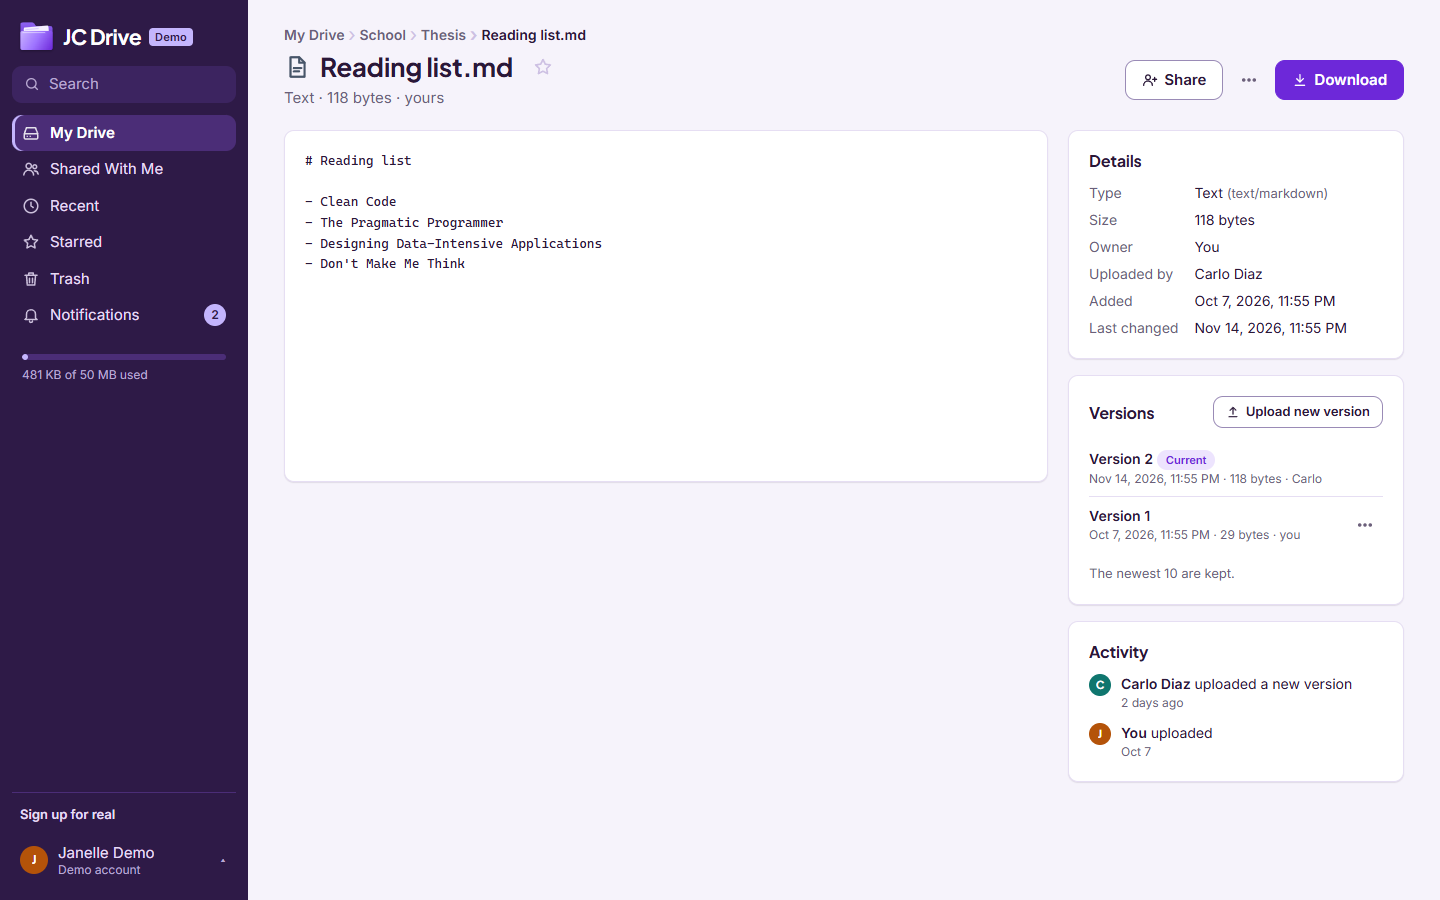 JC Drive Demo
Search
My Drive
Shared With Me
Recent
Starred
Trash
Notifications 2
481 KB of 50 MB used
Sign up for real
J Janelle Demo
Demo account
My Drive › School › Thesis › Reading list.md
Reading list.md
Text · 118 bytes · yours
Share
Download
# Reading list
- Clean Code
- The Pragmatic Programmer
- Designing Data-Intensive Applications
- Don't Make Me Think
Details
Type Text (text/markdown)
Size 118 bytes
Owner You
Uploaded by Carlo Diaz
Added Oct 7, 2026, 11:55 PM
Last changed Nov 14, 2026, 11:55 PM
Versions Upload new version
Version 2 Current
Nov 14, 2026, 11:55 PM · 118 bytes · Carlo
Version 1
Oct 7, 2026, 11:55 PM · 29 bytes · you
The newest 10 are kept.
Activity
C Carlo Diaz uploaded a new version
2 days ago
J You uploaded
Oct 7